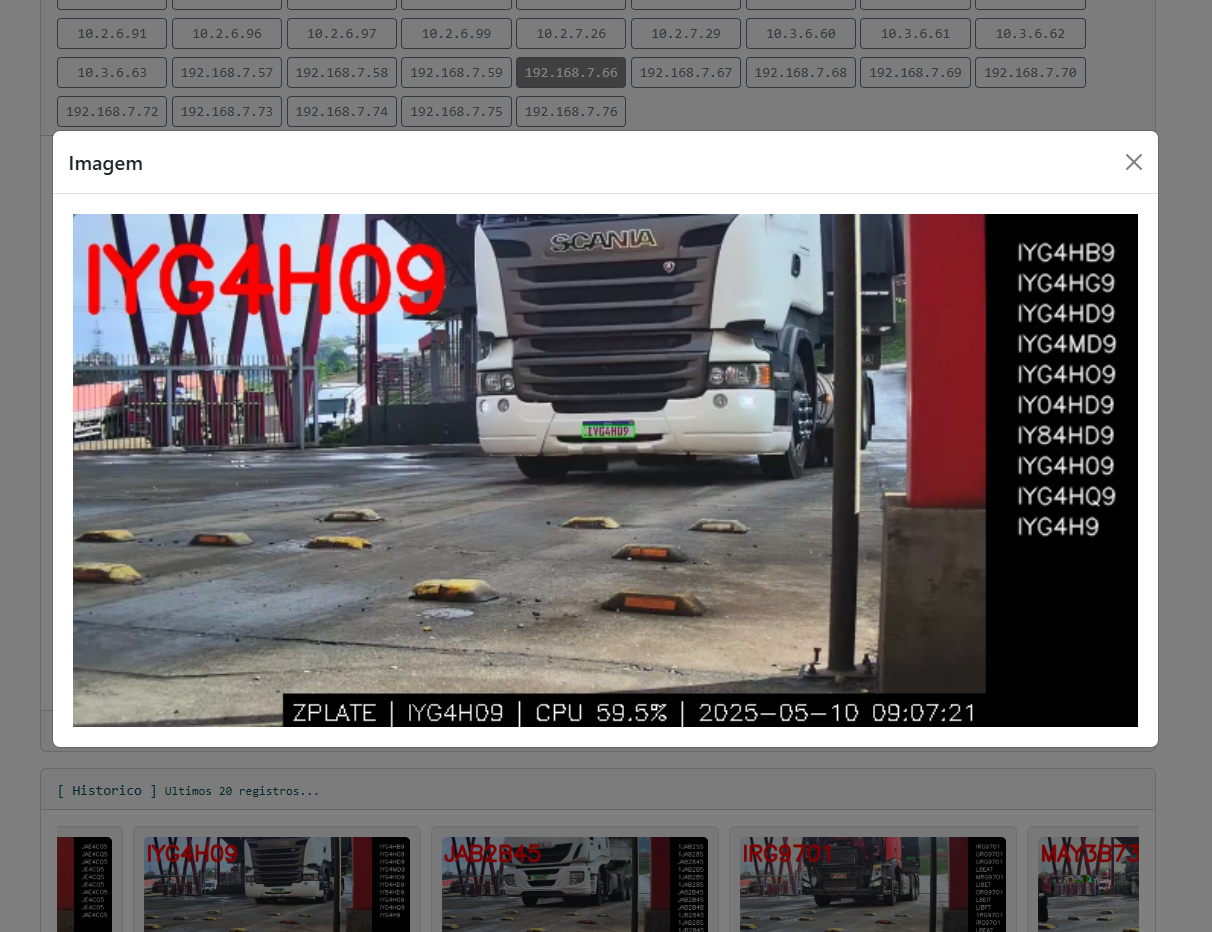 10.2.6.91 10.2.6.96 10.2.6.97 10.2.6.99 10.2.7.26 10.2.7.29 10.3.6.60 10.3.6.61 10.3.6.62
10.3.6.63 192.168.7.57 192.168.7.58 192.168.7.59 192.168.7.66 192.168.7.67 192.168.7.68 192.168.7.69 192.168.7.70
192.168.7.72 192.168.7.73 192.168.7.74 192.168.7.75 192.168.7.76
Imagem
IYG4H09
SCANIA
IYG4H09
IYG4HB9
IYG4HG9
IYG4HD9
IYG4MD9
IYG4HO9
IY04HD9
IY84HD9
IYG4H09
IYG4HQ9
IYG4H9
ZPLATE | IYG4H09 | CPU 59.5% | 2025-05-10 09:07:21
[ Historico ] Ultimos 20 registros...
IYG4H09
JAB2B45
IRG9701
MAY3B73